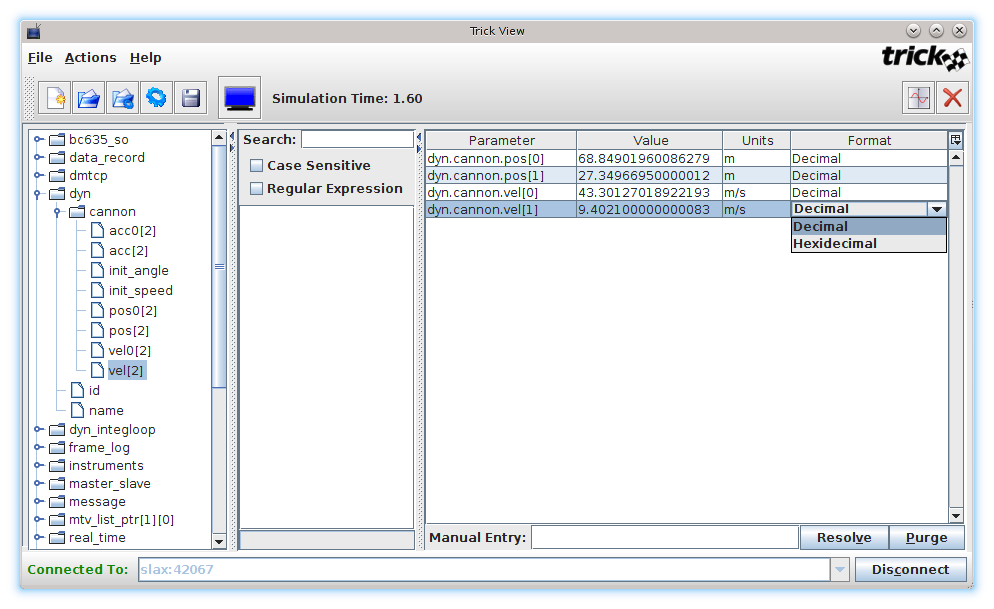 Trick View
File Actions Help
trick
Simulation Time: 1.60
bc635_so
data_record
dmtcp
dyn
cannon
acc0[2]
acc[2]
init_angle
init_speed
pos0[2]
pos[2]
vel0[2]
vel[2]
id
name
dyn_integloop
frame_log
instruments
master_slave
message
mtv_list_ptr[1][0]
real_time
Search:
Case Sensitive
Regular Expression
Parameter Value Units Format
dyn.cannon.pos[0] 68.84901960086279 m Decimal
dyn.cannon.pos[1] 27.34966950000012 m Decimal
dyn.cannon.vel[0] 43.30127018922193 m/s Decimal
dyn.cannon.vel[1] 9.402100000000083 m/s Decimal
Decimal
Hexidecimal
Manual Entry: Resolve Purge
Connected To: slax:42067 Disconnect